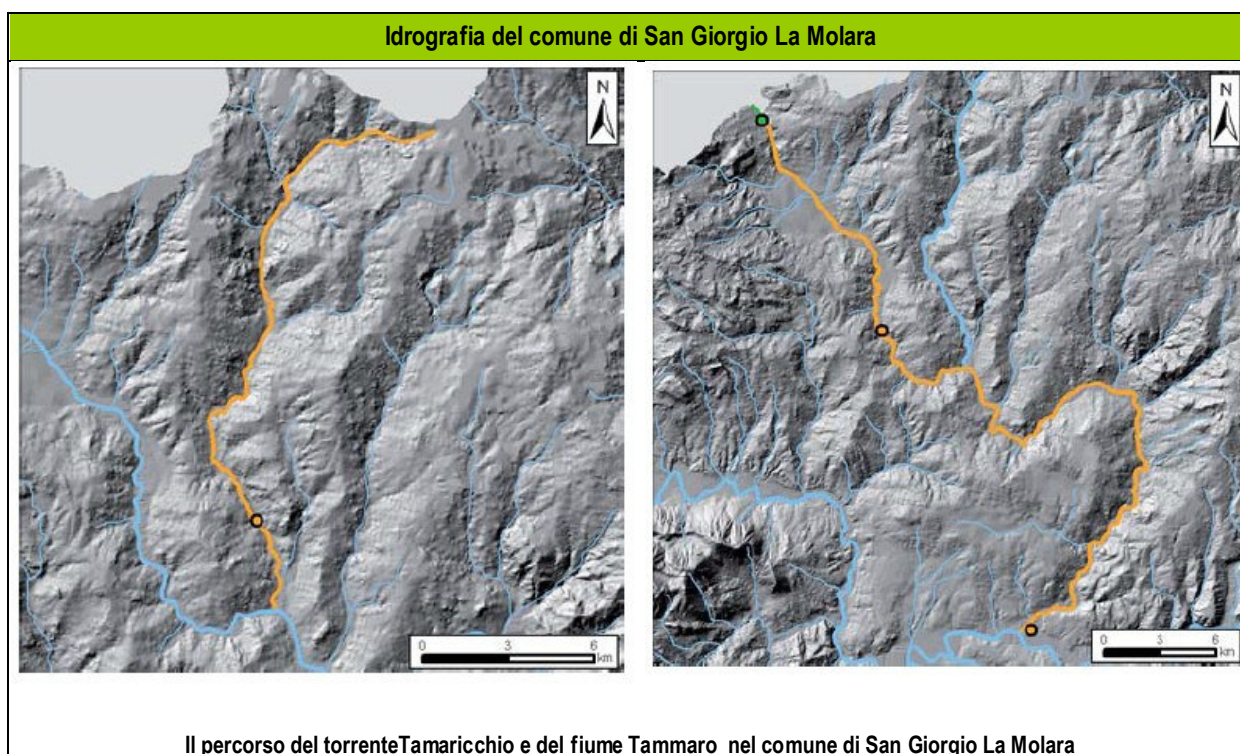 Idrografia del comune di San Giorgio La Molara
N
0 3 6
km
N
0 3 6
km
Il percorso del torrenteTamaricchio e del fiume Tammaro nel comune di San Giorgio La Molara